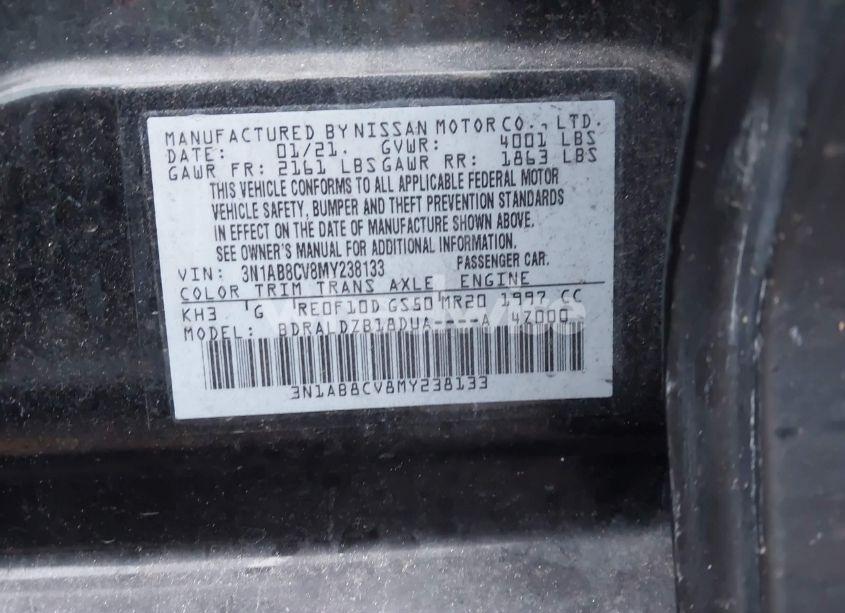 MANUFACTURED BY NISSAN MOTOR CO., LTD.
DATE: 01/21. GVWR: 4001 LBS
GAWR FR: 2161 LBS GAWR RR: 1863 LBS
THIS VEHICLE CONFORMS TO ALL APPLICABLE FEDERAL MOTOR
VEHICLE SAFETY, BUMPER AND THEFT PREVENTION STANDARDS
IN EFFECT ON THE DATE OF MANUFACTURE SHOWN ABOVE.
SEE OWNER'S MANUAL FOR ADDITIONAL INFORMATION.
VIN: 3N1AB8CV8MY238133 PASSENGER CAR.
COLOR TRIM TRANS AXLE ENGINE
KH3 G RE0F10D GS50 MR20 1997 CC
MODEL: BDRALDZB18DUA----A 4Z000
3N1AB8CV8MY238133